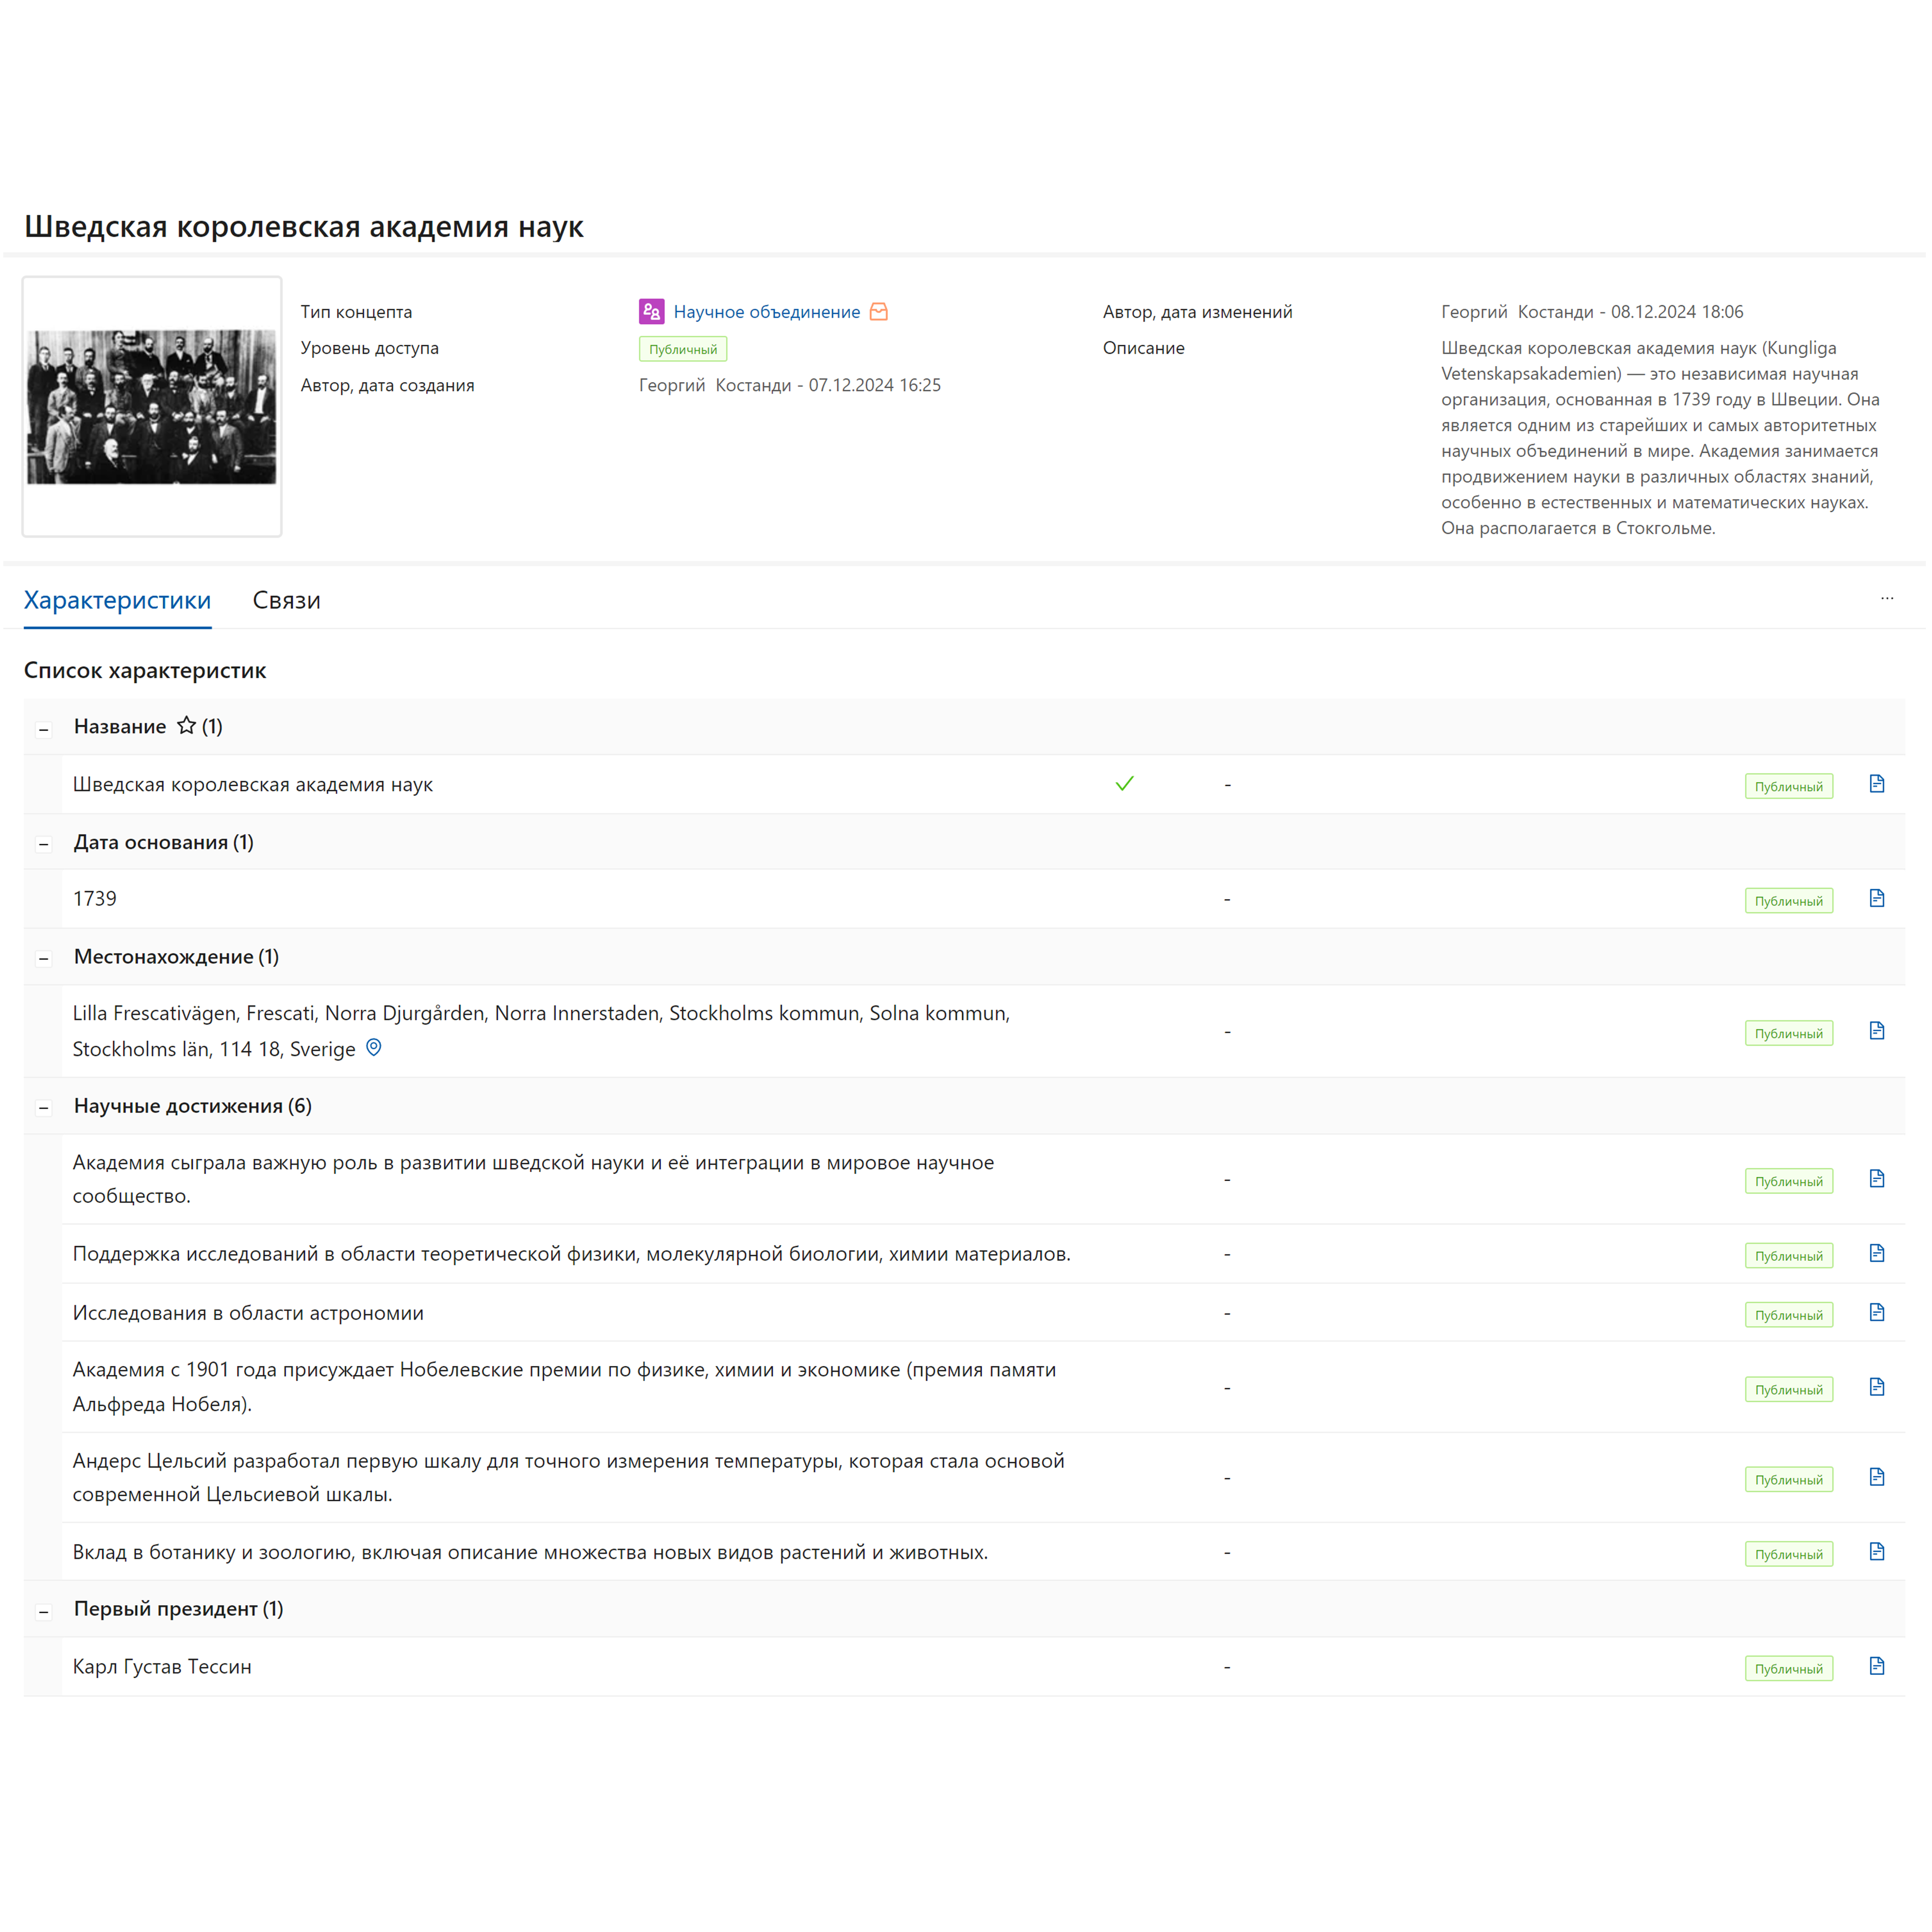 Шведская королевская академия наук
Тип концепта
Научное объединение
Уровень доступа
Публичный
Автор, дата создания
Георгий Костанди - 07.12.2024 16:25
Автор, дата изменений
Георгий Костанди - 08.12.2024 18:06
Описание
Шведская королевская академия наук (Kungliga
Vetenskapsakademien) — это независимая научная
организация, основанная в 1739 году в Швеции. Она
является одним из старейших и самых авторитетных
научных объединений в мире. Академия занимается
продвижением науки в различных областях знаний,
особенно в естественных и математических науках.
Она располагается в Стокгольме.
Характеристики Связи ...
Список характеристик
Название (1)
Шведская королевская академия наук - Публичный
Дата основания (1)
1739 - Публичный
Местонахождение (1)
Lilla Frescativägen, Frescati, Norra Djurgården, Norra Innerstaden, Stockholms kommun, Solna kommun,
Stockholms län, 114 18, Sverige - Публичный
Научные достижения (6)
Академия сыграла важную роль в развитии шведской науки и её интеграции в мировое научное
сообщество. - Публичный
Поддержка исследований в области теоретической физики, молекулярной биологии, химии материалов. - Публичный
Исследования в области астрономии - Публичный
Академия с 1901 года присуждает Нобелевские премии по физике, химии и экономике (премия памяти
Альфреда Нобеля). - Публичный
Андерс Цельсий разработал первую шкалу для точного измерения температуры, которая стала основой
современной Цельсиевой шкалы. - Публичный
Вклад в ботанику и зоологию, включая описание множества новых видов растений и животных. - Публичный
Первый президент (1)
Карл Густав Тессин - Публичный